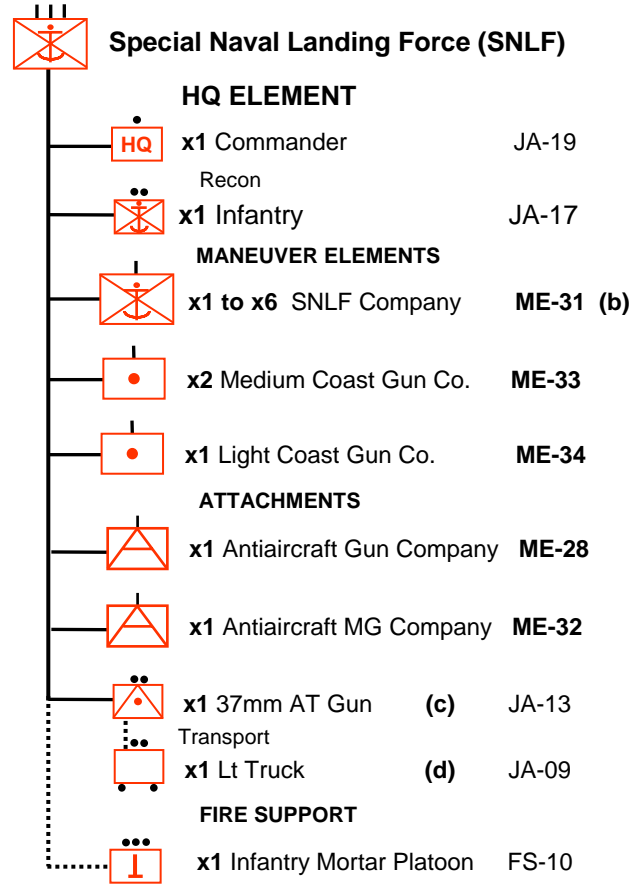 Special Naval Landing Force (SNLF)
HQ ELEMENT
HQ x1 Commander JA-19
Recon
x1 Infantry JA-17
MANEUVER ELEMENTS
x1 to x6 SNLF Company ME-31 (b)
x2 Medium Coast Gun Co. ME-33
x1 Light Coast Gun Co. ME-34
ATTACHMENTS
x1 Antiaircraft Gun Company ME-28
x1 Antiaircraft MG Company ME-32
x1 37mm AT Gun (c) JA-13
Transport
x1 Lt Truck (d) JA-09
FIRE SUPPORT
x1 Infantry Mortar Platoon FS-10